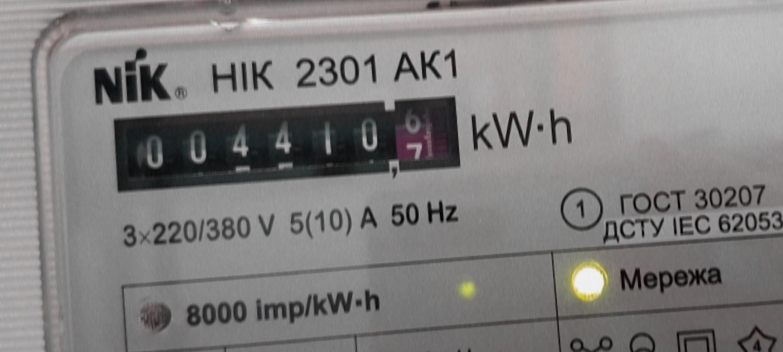 NiK® НІК 2301 АК1
0 0 4 4 1 0 , 6 7 kW·h
3×220/380 V 5(10) A 50 Hz
1 ГОСТ 30207
ДСТУ IEC 62053
8000 imp/kW·h
Мережа